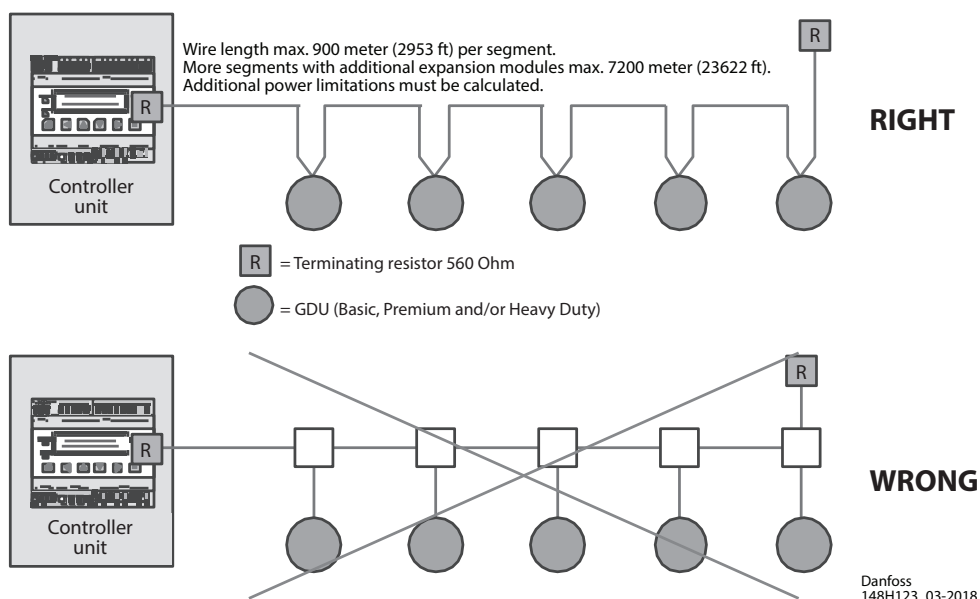 Wire length max. 900 meter (2953 ft) per segment.
More segments with additional expansion modules max. 7200 meter (23622 ft).
Additional power limitations must be calculated.
R
R
RIGHT
Controller
unit
R = Terminating resistor 560 Ohm
= GDU (Basic, Premium and/or Heavy Duty)
R
R
WRONG
Controller
unit
Danfoss
148H123_03-2018